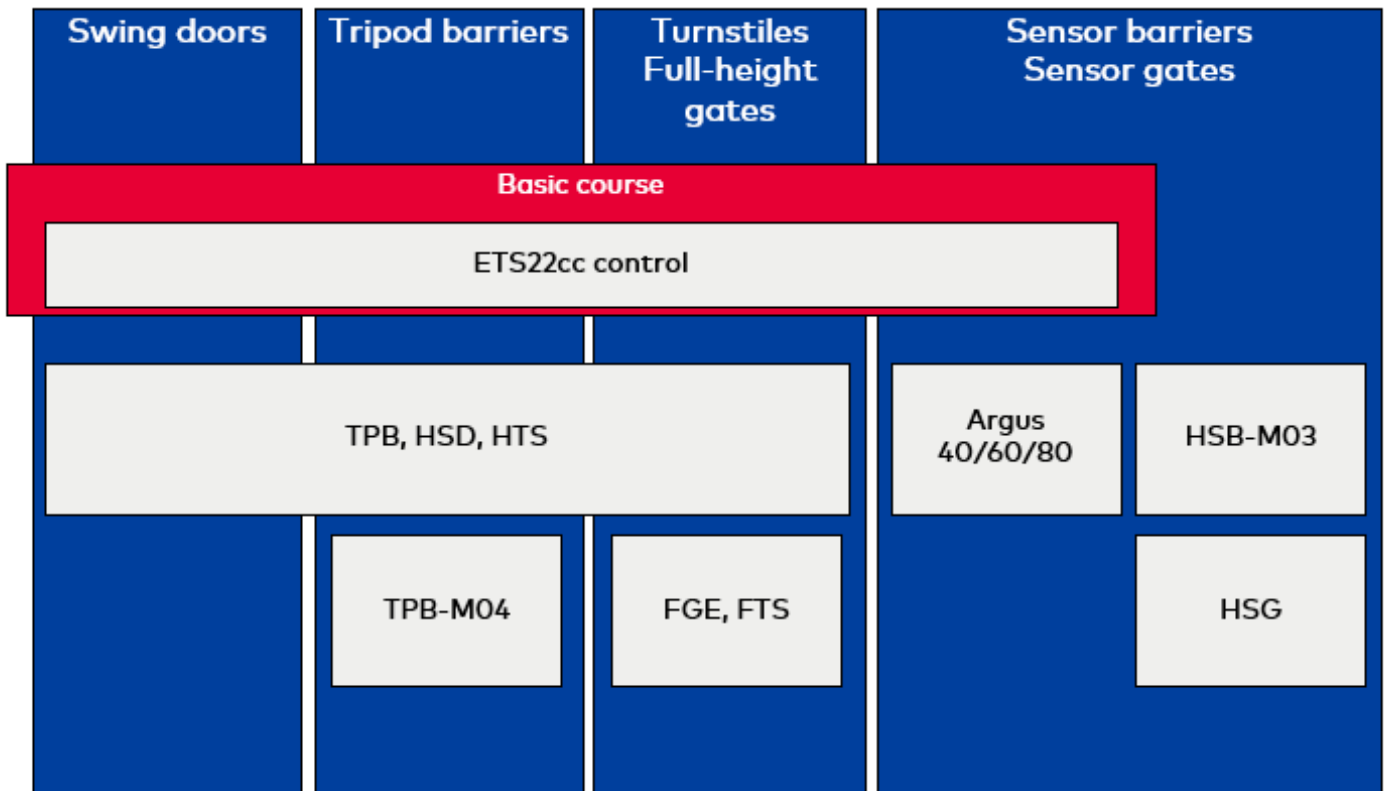 Swing doors
Tripod barriers
Turnstiles
Full-height
gates
Sensor barriers
Sensor gates
Basic course
ETS22cc control
TPB, HSD, HTS
Argus
40/60/80
HSB-M03
TPB-M04
FGE, FTS
HSG